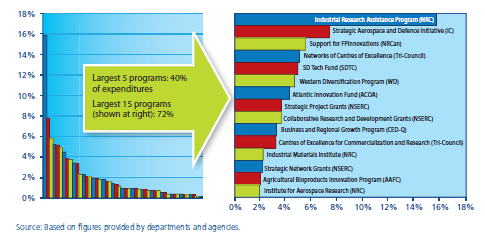 18%
16%
14%
12%
10%
8%
6%
4%
2%
0%
Largest 5 programs: 40%
of expenditures
Largest 15 programs
(shown at right): 72%
Industrial Research Assistance Program (NRC)
Strategic Aerospace and Defence Initiative (IC)
Support for FPInnovations (NRCan)
Networks of Centres of Excellence (Tri-Council)
SD Tech Fund (SDTC)
Western Diversification Program (WD)
Atlantic Innovation Fund (ACOA)
Strategic Project Grants (NSERC)
Collaborative Research and Development Grants (NSERC)
Business and Regional Growth Program (CED-Q)
Centres of Excellence for Commercialization and Research (Tri-Council)
Industrial Materials Institute (NRC)
Strategic Network Grants (NSERC)
Agricultural Bioproducts Innovation Program (AAFC)
Institute for Aerospace Research (NRC)
0% 2% 4% 6% 8% 10% 12% 14% 16% 18%
Source: Based on figures provided by departments and agencies.